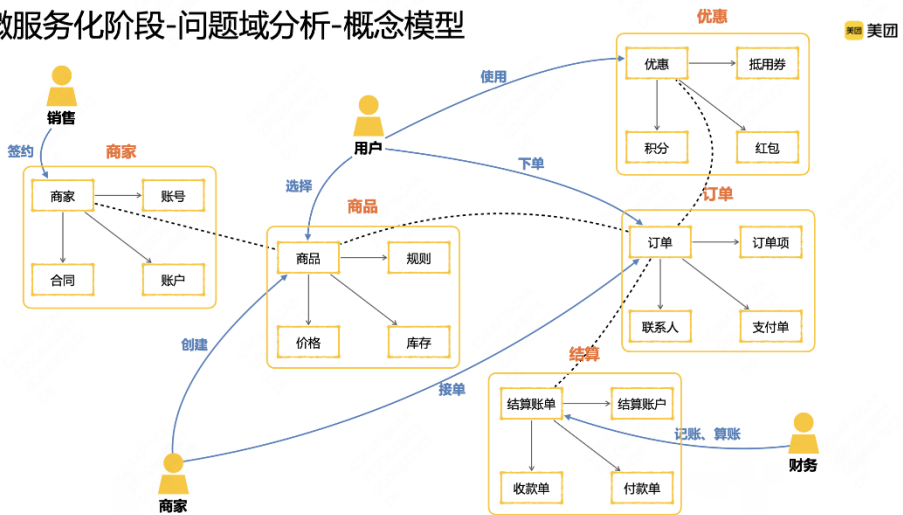 微服务化阶段-问题域分析-概念模型
美团 美团
优惠
优惠
抵用券
积分
红包
使用
销售
签约
商家
商家
账号
合同
账户
用户
选择
下单
商品
商品
规则
价格
库存
订单
订单
订单项
联系人
支付单
创建
接单
商家
结算
结算账单
结算账户
收款单
付款单
记账、算账
财务